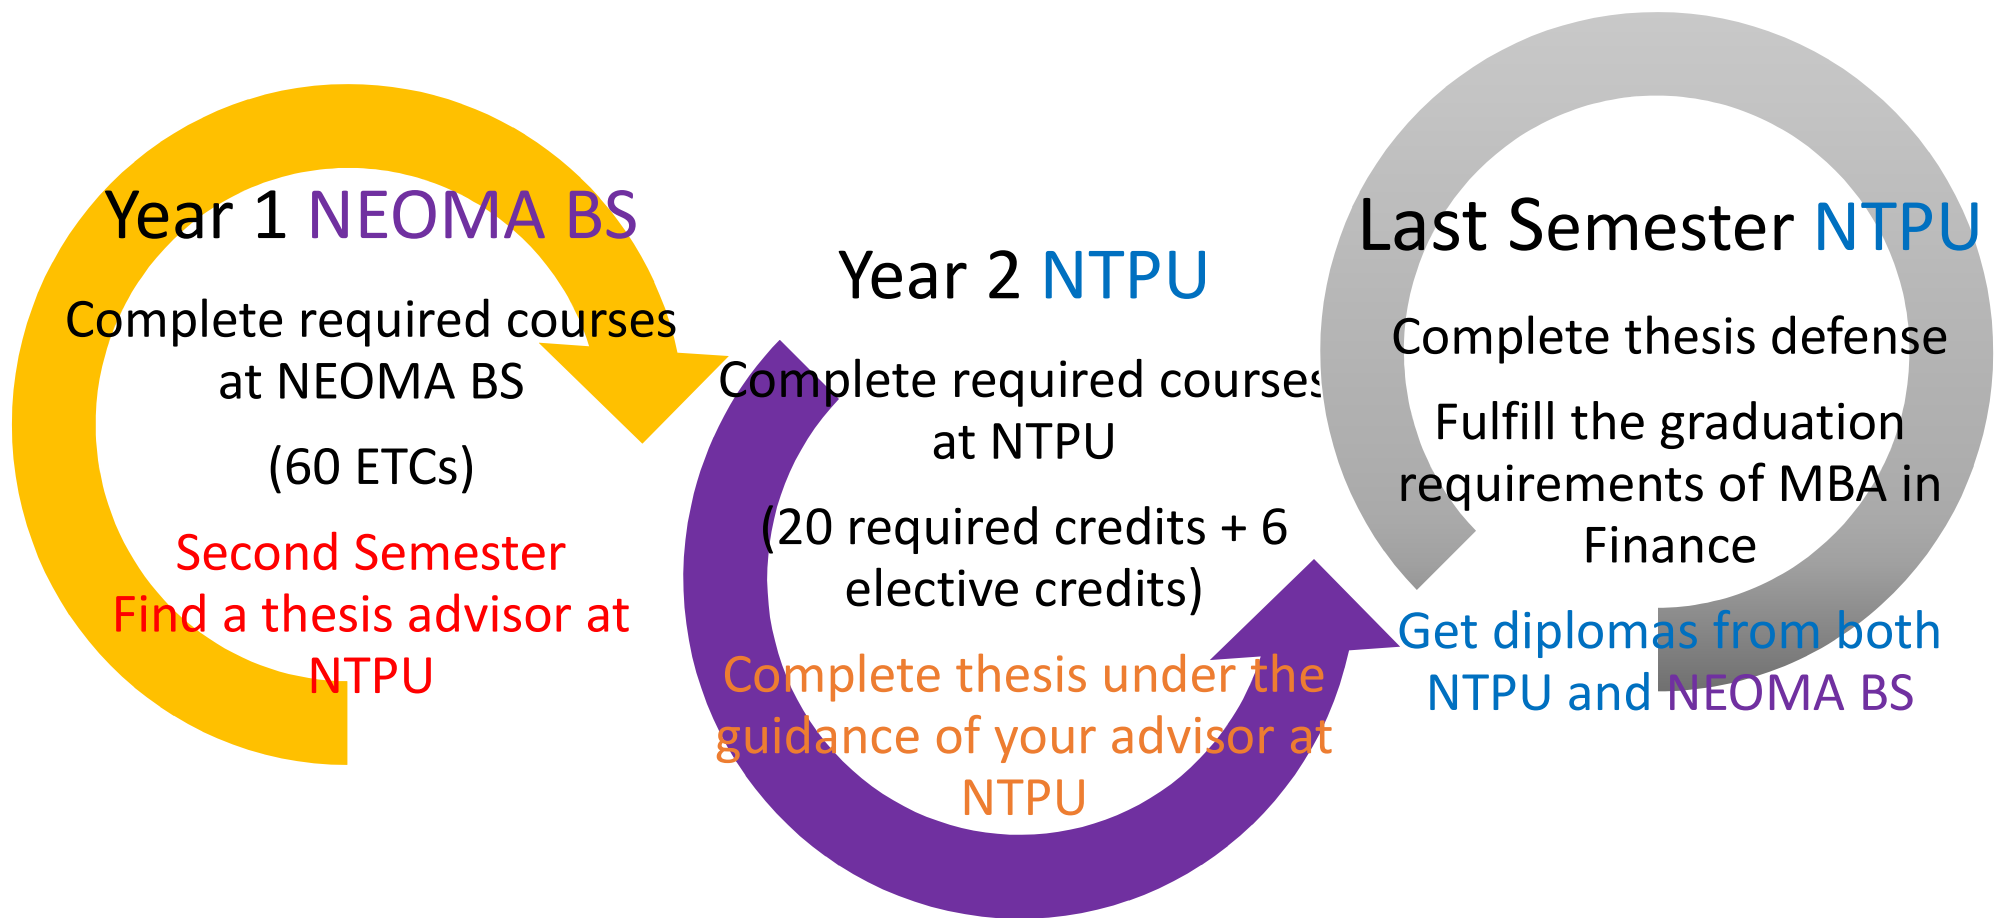 Year 1 NEOMA BS
Complete required courses
at NEOMA BS
(60 ETCs)
Second Semester
Find a thesis advisor at
NTPU
Year 2 NTPU
Complete required courses
at NTPU
(20 required credits + 6
elective credits)
Complete thesis under the
guidance of your advisor at
NTPU
Last Semester NTPU
Complete thesis defense
Fulfill the graduation
requirements of MBA in
Finance
Get diplomas from both
NTPU and NEOMA BS